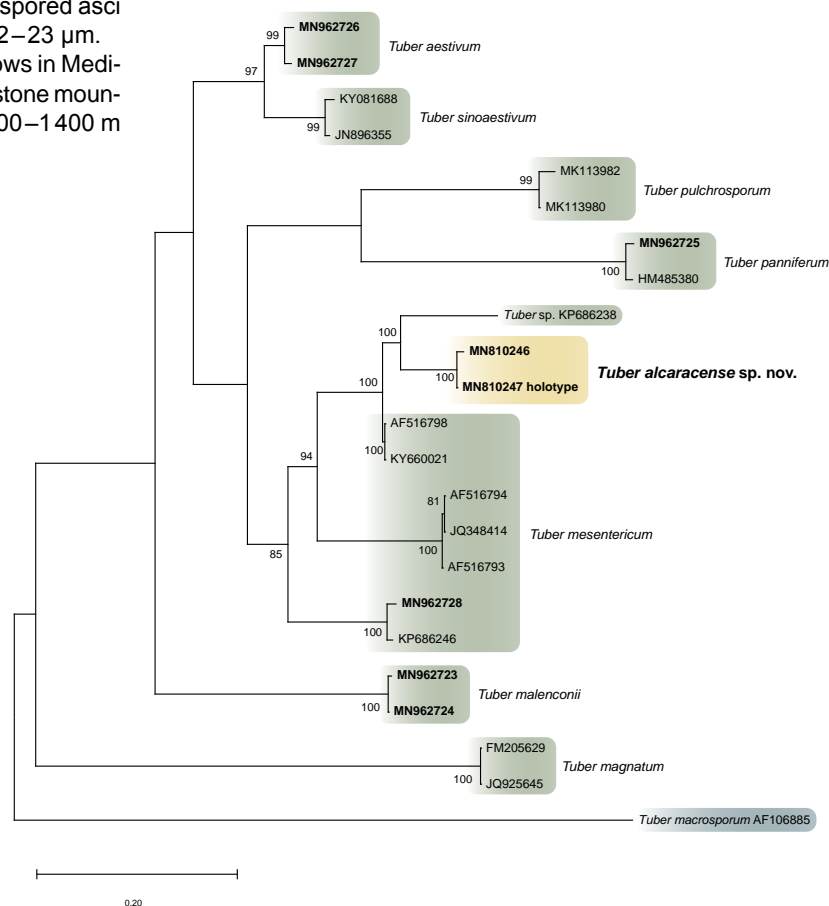 spored asci
2–23 µm.
ows in Medi-
stone moun-
00–1400 m
99
MN962726
MN962727
Tuber aestivum
97
KY081688
JN896355
99
Tuber sinoaestivum
99
MK113982
MK113980
Tuber pulchrosporum
MN962725
HM485380
100
Tuber panniferum
Tuber sp. KP686238
100
MN810246
MN810247 holotype
100
Tuber alcaracense sp. nov.
100
AF516798
KY660021
100
94
81
AF516794
JQ348414
AF516793
100
Tuber mesentericum
85
MN962728
KP686246
100
MN962723
MN962724
100
Tuber malenconii
FM205629
JQ925645
100
Tuber magnatum
Tuber macrosporum AF106885
0.20